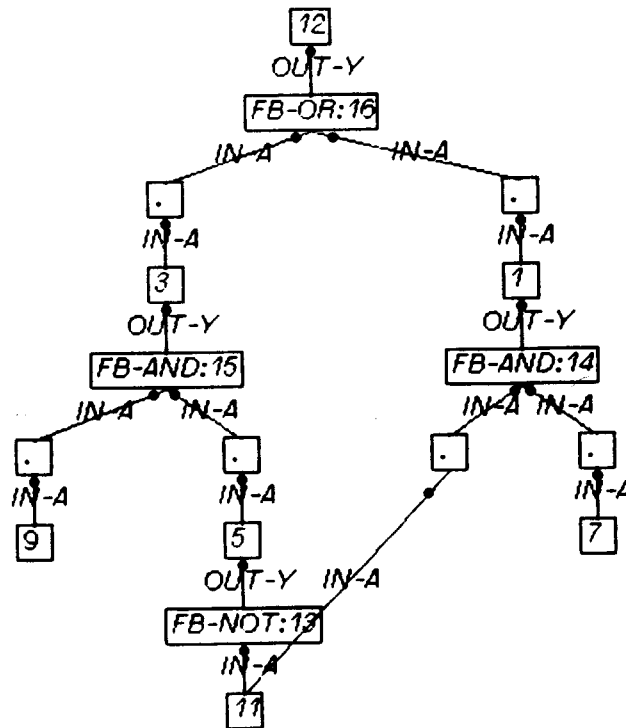 12
OUT-Y
FB-OR:16
IN-A IN-A
. .
IN-A IN-A
3 1
OUT-Y OUT-Y
FB-AND:15 FB-AND:14
IN-A IN-A IN-A IN-A
. . . .
IN-A IN-A IN-A
9 5 7
OUT-Y IN-A
FB-NOT:13
IN-A
11